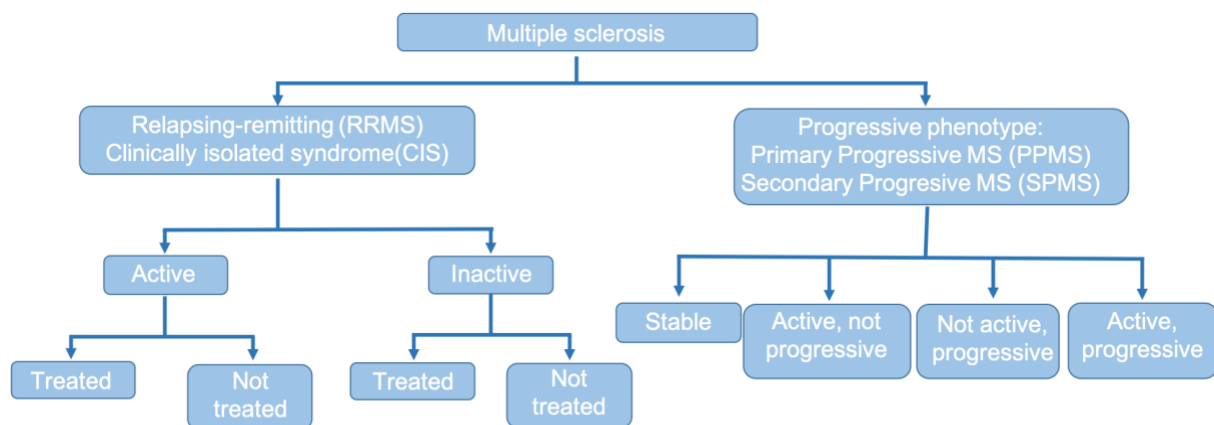 Multiple sclerosis
Relapsing-remitting (RRMS)
Clinically isolated syndrome(CIS)
Progressive phenotype:
Primary Progressive MS (PPMS)
Secondary Progresive MS (SPMS)
Active
Inactive
Stable
Active, not
progressive
Not active,
progressive
Active,
progressive
Treated
Not
treated
Treated
Not
treated